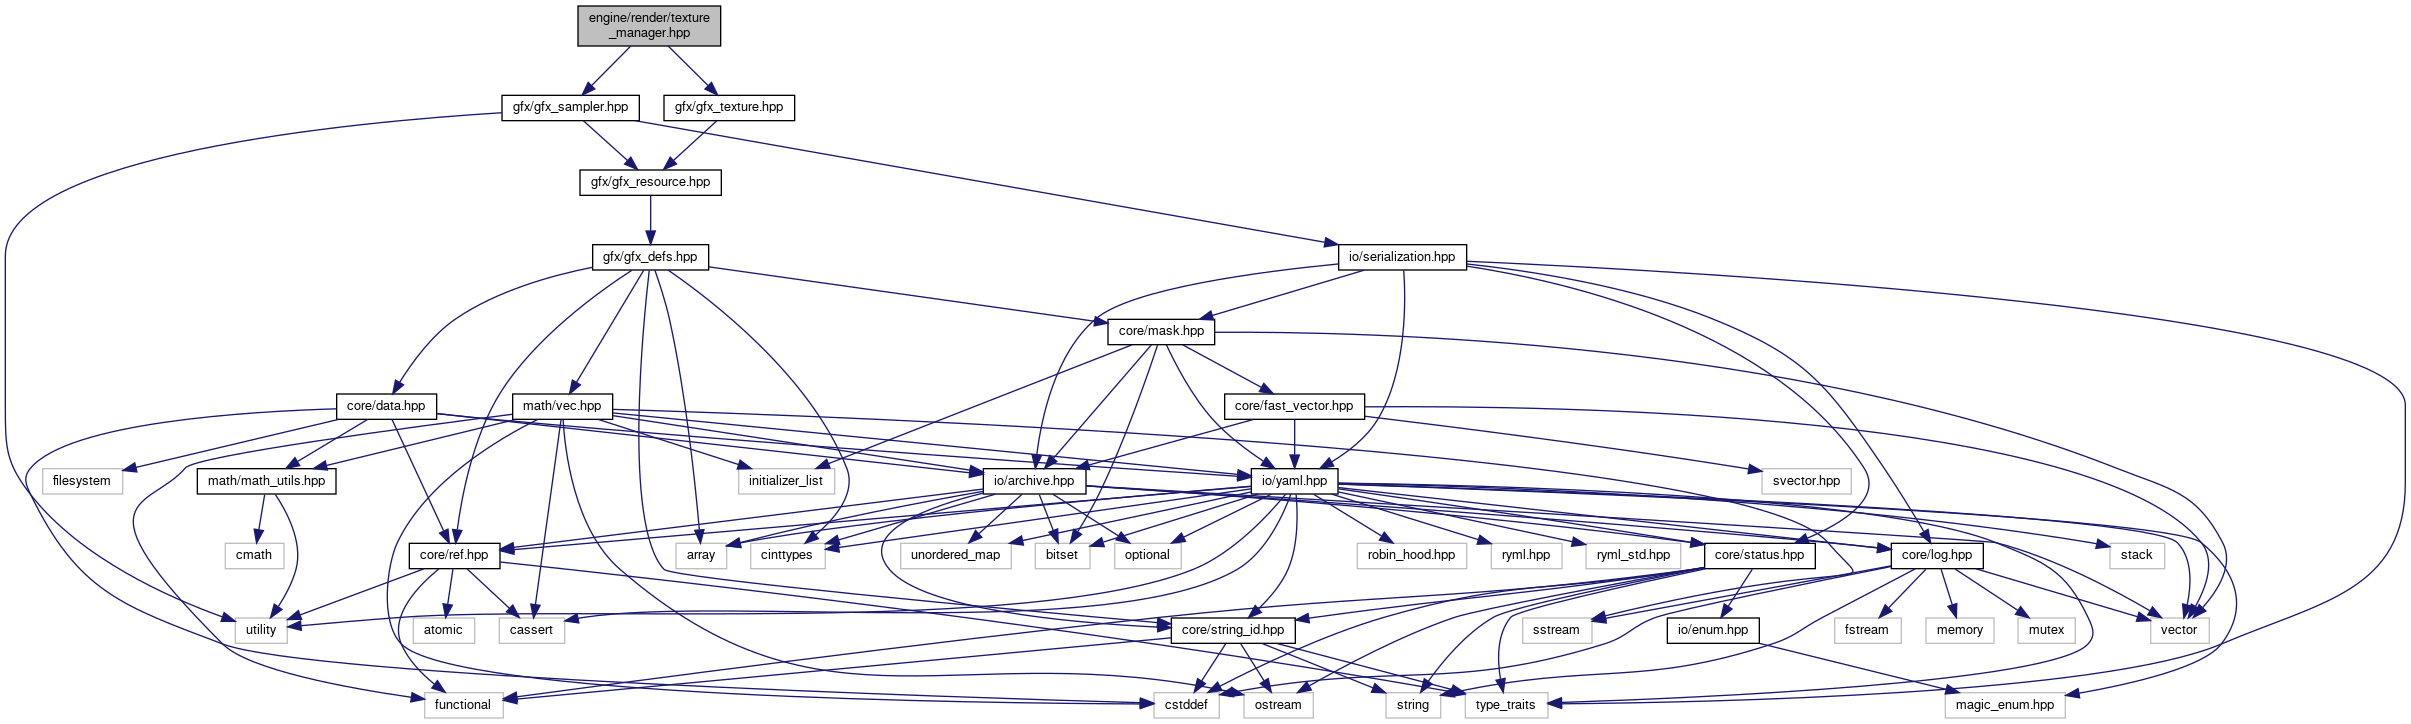 engine/render/texture
_manager.hpp
gfx/gfx_sampler.hpp
gfx/gfx_texture.hpp
gfx/gfx_resource.hpp
gfx/gfx_defs.hpp
io/serialization.hpp
core/mask.hpp
core/data.hpp
math/vec.hpp
core/fast_vector.hpp
filesystem
math/math_utils.hpp
initializer_list
io/archive.hpp
io/yaml.hpp
svector.hpp
cmath
core/ref.hpp
array
cinttypes
unordered_map
bitset
optional
robin_hood.hpp
ryml.hpp
ryml_std.hpp
core/status.hpp
core/log.hpp
stack
utility
atomic
cassert
core/string_id.hpp
sstream
io/enum.hpp
fstream
memory
mutex
vector
functional
cstddef
ostream
string
type_traits
magic_enum.hpp